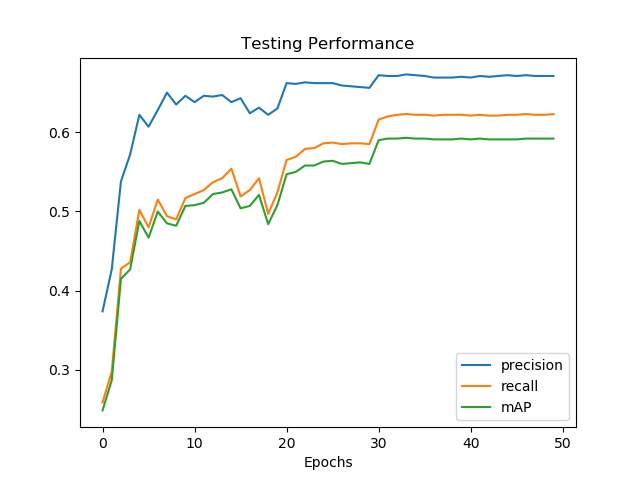 Testing Performance
0.6
0.5
0.4
0.3
precision
recall
mAP
0 10 20 30 40 50
Epochs